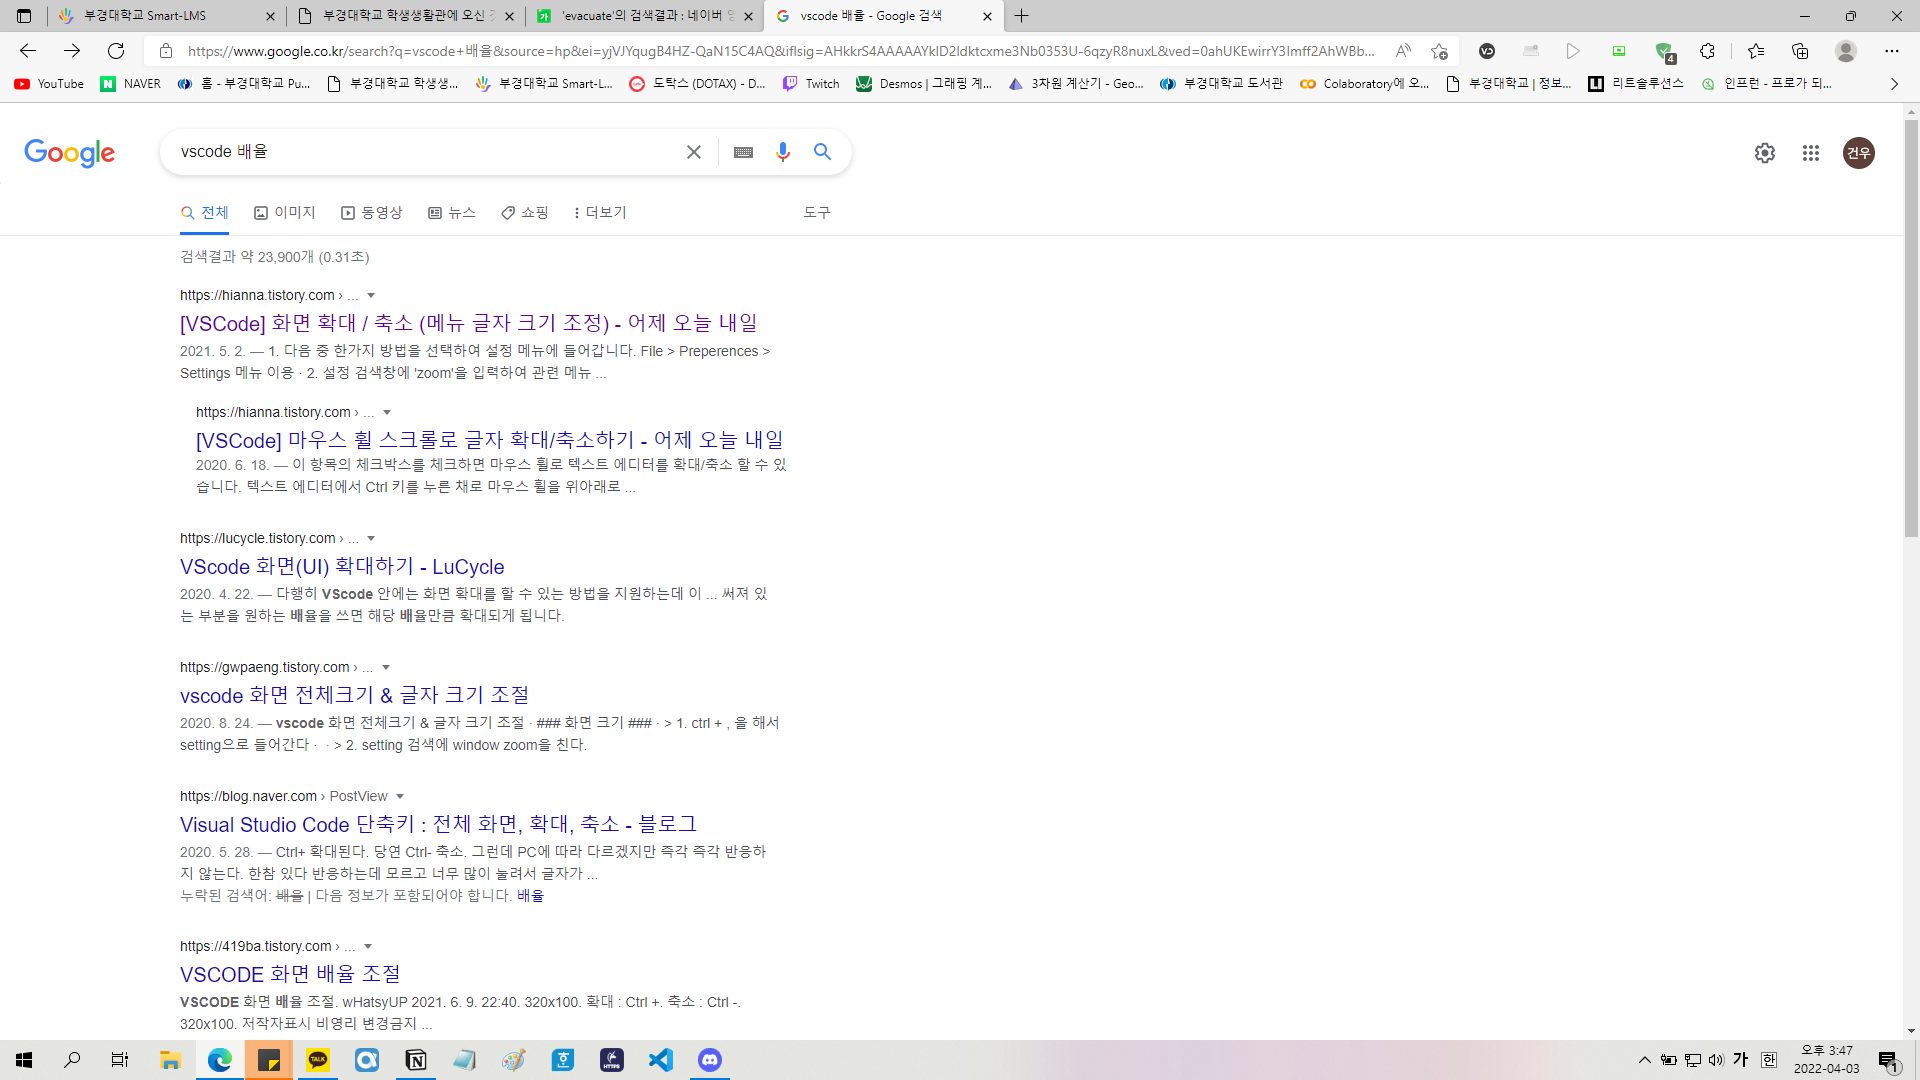 부경대학교 Smart-LMS
부경대학교 학생생활관에 오신 것
'evacuate'의 검색결과 : 네이버 영
vscode 배율 - Google 검색
https://www.google.co.kr/search?q=vscode+배율&source=hp&ei=yjVJYqugB4HZ-QaN15C4AQ&iflsig=AHkkrS4AAAAAYklD2ldktcxme3Nb0353U-6qzyR8nuxL&ved=0ahUKEwirrY3Imff2AhWBb...
4
YouTube
NAVER
홈 - 부경대학교 Pu...
부경대학교 학생생...
부경대학교 Smart-L...
도탁스 (DOTAX) - D...
Twitch
Desmos | 그래핑 계...
3차원 계산기 - Geo...
부경대학교 도서관
Colaboratory에 오...
부경대학교 | 정보...
리트솔루션스
인프런 - 프로가 되...
Google
vscode 배율
건우
전체
이미지
동영상
뉴스
쇼핑
더보기
도구
검색결과 약 23,900개 (0.31초)
https://hianna.tistory.com › ...
[VSCode] 화면 확대 / 축소 (메뉴 글자 크기 조정) - 어제 오늘 내일
2021. 5. 2. — 1. 다음 중 한가지 방법을 선택하여 설정 메뉴에 들어갑니다. File > Preperences >
Settings 메뉴 이용 · 2. 설정 검색창에 'zoom'을 입력하여 관련 메뉴 ...
https://hianna.tistory.com › ...
[VSCode] 마우스 휠 스크롤로 글자 확대/축소하기 - 어제 오늘 내일
2020. 6. 18. — 이 항목의 체크박스를 체크하면 마우스 휠로 텍스트 에디터를 확대/축소 할 수 있
습니다. 텍스트 에디터에서 Ctrl 키를 누른 채로 마우스 휠을 위아래로 ...
https://lucycle.tistory.com › ...
VScode 화면(UI) 확대하기 - LuCycle
2020. 4. 22. — 다행히 VScode 안에는 화면 확대를 할 수 있는 방법을 지원하는데 이 ... 써져 있
는 부분을 원하는 배율을 쓰면 해당 배율만큼 확대되게 됩니다.
https://gwpaeng.tistory.com › ...
vscode 화면 전체크기 & 글자 크기 조절
2020. 8. 24. — vscode 화면 전체크기 & 글자 크기 조절 · ### 화면 크기 ### · > 1. ctrl + , 을 해서
setting으로 들어간다 · · > 2. setting 검색에 window zoom을 친다.
https://blog.naver.com › PostView
Visual Studio Code 단축키 : 전체 화면, 확대, 축소 - 블로그
2020. 5. 28. — Ctrl+ 확대된다. 당연 Ctrl- 축소. 그런데 PC에 따라 다르겠지만 즉각 즉각 반응하
지 않는다. 한참 있다 반응하는데 모르고 너무 많이 눌려서 글자가 ...
누락된 검색어: 배율 | 다음 정보가 포함되어야 합니다. 배율
https://419ba.tistory.com › ...
VSCODE 화면 배율 조절
VSCODE 화면 배율 조절. wHatsyUP 2021. 6. 9. 22:40. 320x100. 확대 : Ctrl +. 축소 : Ctrl -.
320x100. 저작자표시 비영리 변경금지 ...
TALK
N
호
HTTPS
가
한
오후 3:47
2022-04-03
1